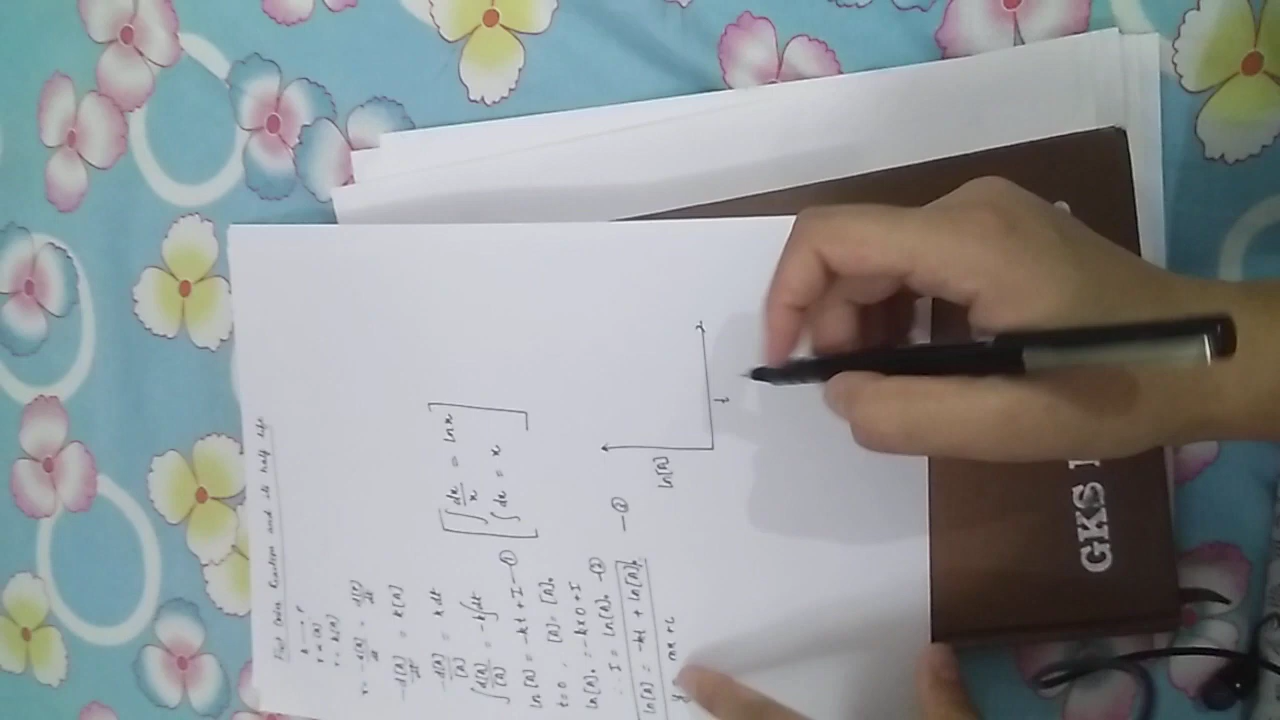 First Order Reaction and its half life
A → P
r ∝ [A]
r = k[A]
r = -d[A]/dt = d[P]/dt
-d[A]/dt = k[A]
-d[A]/[A] = k dt
∫ d[A]/[A] = -k∫dt
[∫ dx/x = ln x
∫ dx = x]
ln[A] = -kt + I —①
t=0, [A] = [A]₀
ln[A]₀ = -k×0 + I
∴ I = ln[A]₀ —②
ln[A] = -kt + ln[A]₀ —③
y mx + c
ln[A]
t
GKS